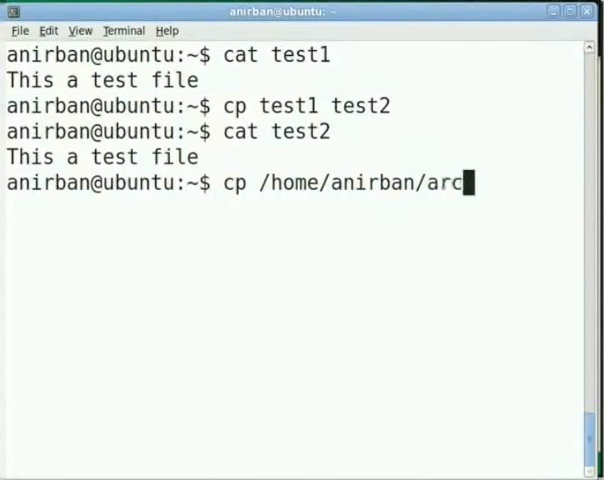 anirban@ubuntu: ~
File Edit View Terminal Help
anirban@ubuntu:~$ cat test1
This a test file
anirban@ubuntu:~$ cp test1 test2
anirban@ubuntu:~$ cat test2
This a test file
anirban@ubuntu:~$ cp /home/anirban/arc